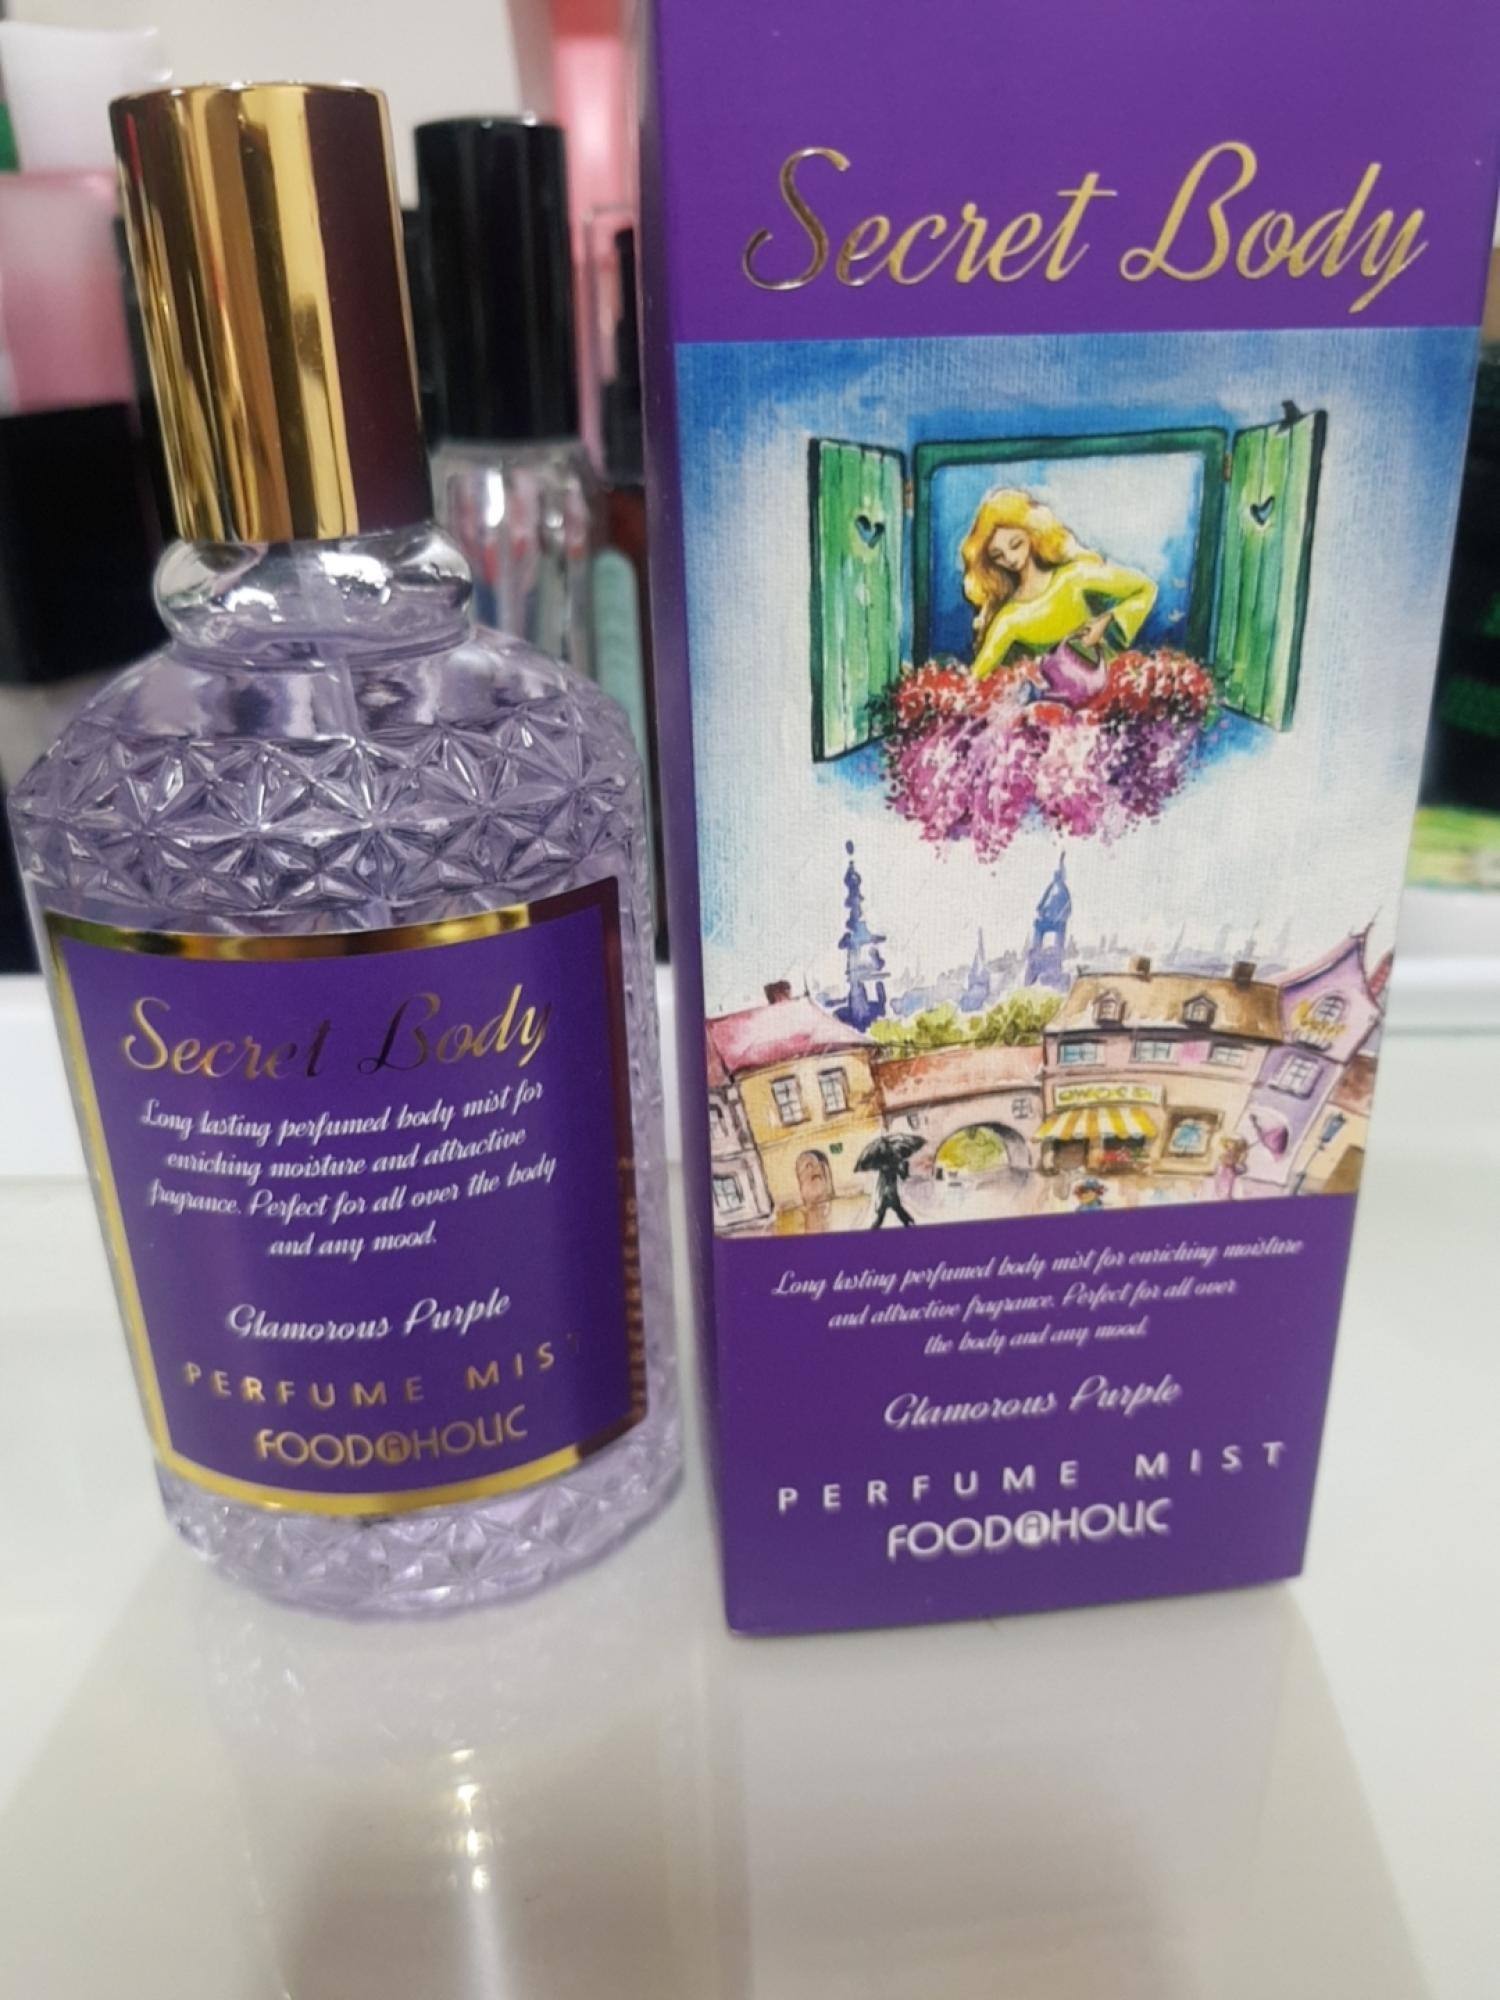 Secret Body
Long lasting perfumed body mist for
enriching moisture and attractive
fragrance. Perfect for all over the body
and any mood.
Glamorous Purple
PERFUME MIST
FOODAHOLIC
Secret Body
Long lasting perfumed body mist for enriching moisture
and attractive fragrance. Perfect for all over
the body and any mood.
Glamorous Purple
PERFUME MIST
FOODAHOLIC